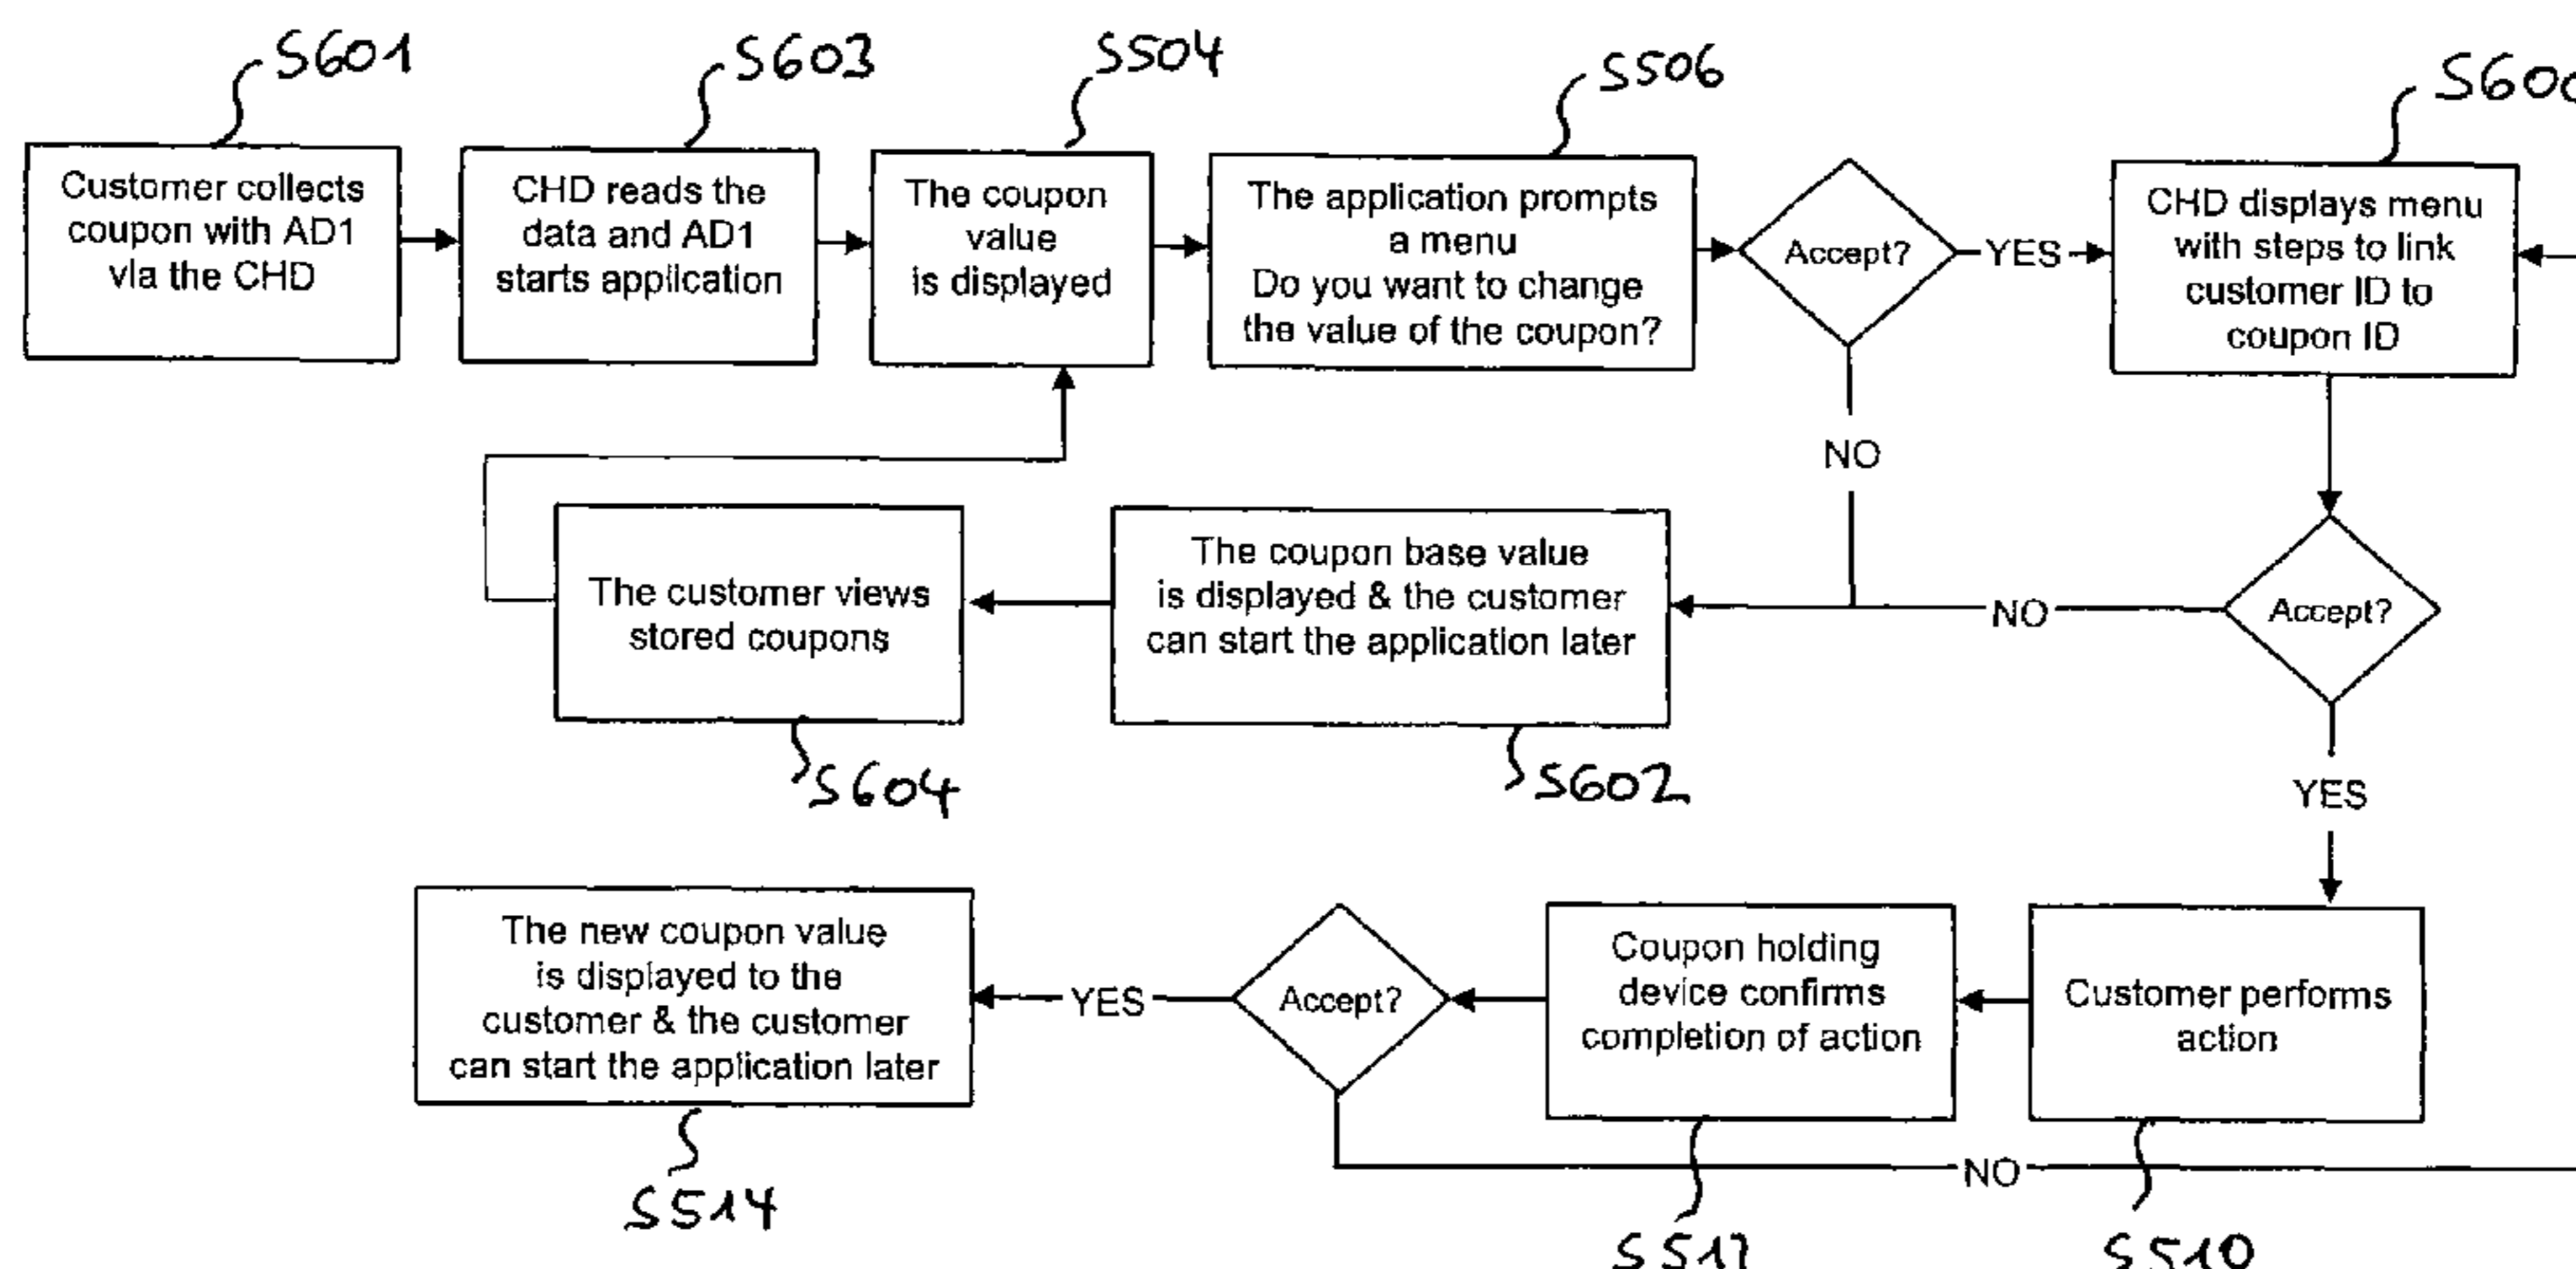 S601
S603
S504
S506
Customer collects
coupon with AD1
via the CHD
CHD reads the
data and AD1
starts application
The coupon
value
is displayed
The application prompts
a menu
Do you want to change
the value of the coupon?
Accept?
YES
CHD displays menu
with steps to link
customer ID to
coupon ID
NO
The customer views
stored coupons
The coupon base value
is displayed & the customer
can start the application later
NO
Accept?
S604
S602
YES
The new coupon value
is displayed to the
customer & the customer
can start the application later
YES
Accept?
Coupon holding
device confirms
completion of action
Customer performs
action
NO
S514
S510